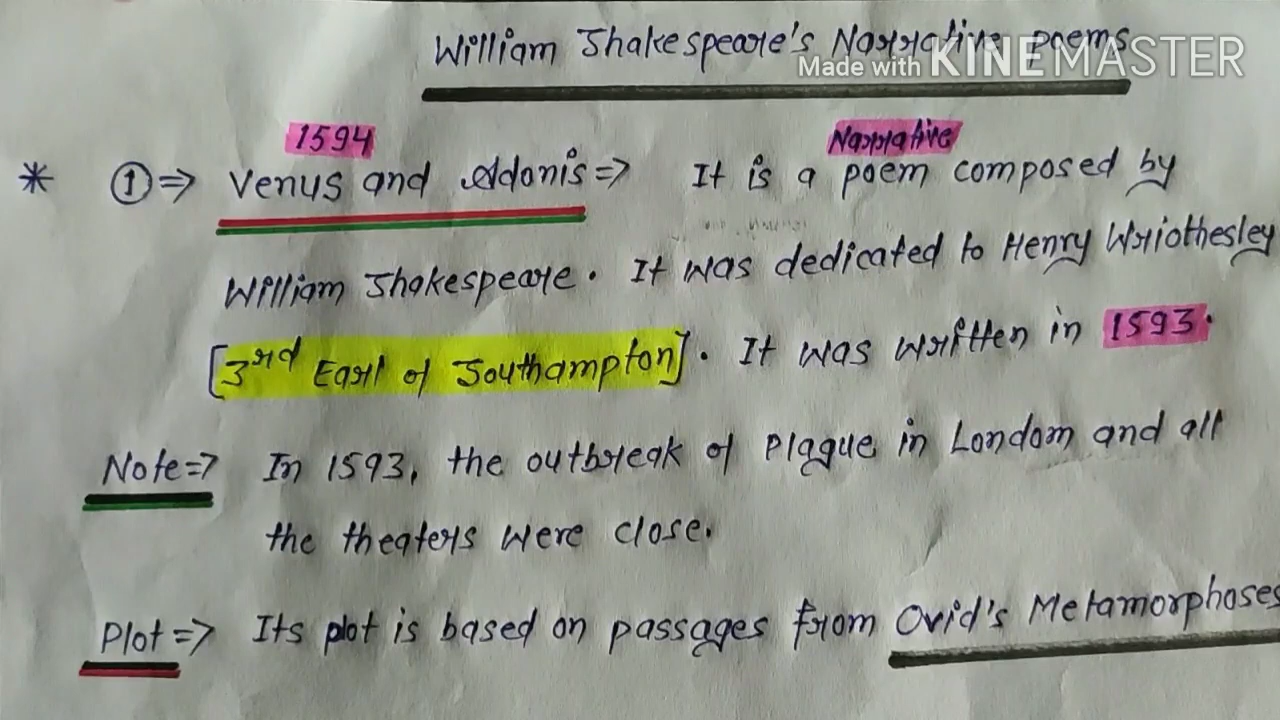 William Shakespeare's Narrative poems
Made with KINEMASTER
1594
Narrative
* ① => Venus and Adonis => It is a poem composed by
William Shakespeare. It was dedicated to Henry Wriothesley
[3rd Earl of Southampton]. It was written in 1593.
Note => In 1593, the outbreak of Plague in London and all
the theaters were close.
Plot => Its plot is based on passages from Ovid's Metamorphoses